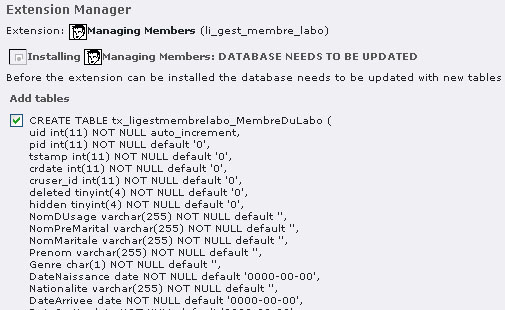 Extension Manager
Extension: Managing Members (li_gest_membre_labo)
Installing Managing Members: DATABASE NEEDS TO BE UPDATED
Before the extension can be installed the database needs to be updated with new tables
Add tables
CREATE TABLE tx_ligestmembrelabo_MembreDuLabo (
uid int(11) NOT NULL auto_increment,
pid int(11) NOT NULL default '0',
tstamp int(11) NOT NULL default '0',
crdate int(11) NOT NULL default '0',
cruser_id int(11) NOT NULL default '0',
deleted tinyint(4) NOT NULL default '0',
hidden tinyint(4) NOT NULL default '0',
NomDUsage varchar(255) NOT NULL default '',
NomPreMarital varchar(255) NOT NULL default '',
NomMaritale varchar(255) NOT NULL default '',
Prenom varchar(255) NOT NULL default '',
Genre char(1) NOT NULL default '',
DateNaissance date NOT NULL default '0000-00-00',
Nationalite varchar(255) NOT NULL default '',
DateArrivee date NOT NULL default '0000-00-00',